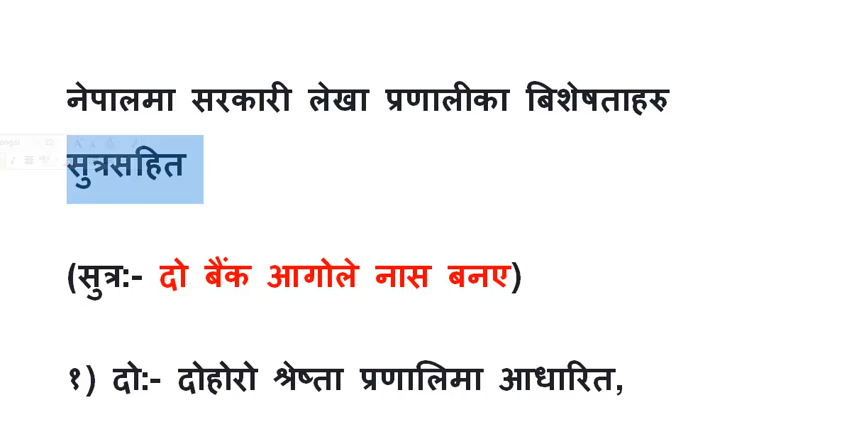 नेपालमा सरकारी लेखा प्रणालीका बिशेषताहरु
सुत्रसहित
(सुत्र:- दो बैंक आगोले नास बनए)
१) दो:- दोहोरो श्रेष्ता प्रणालिमा आधारित,